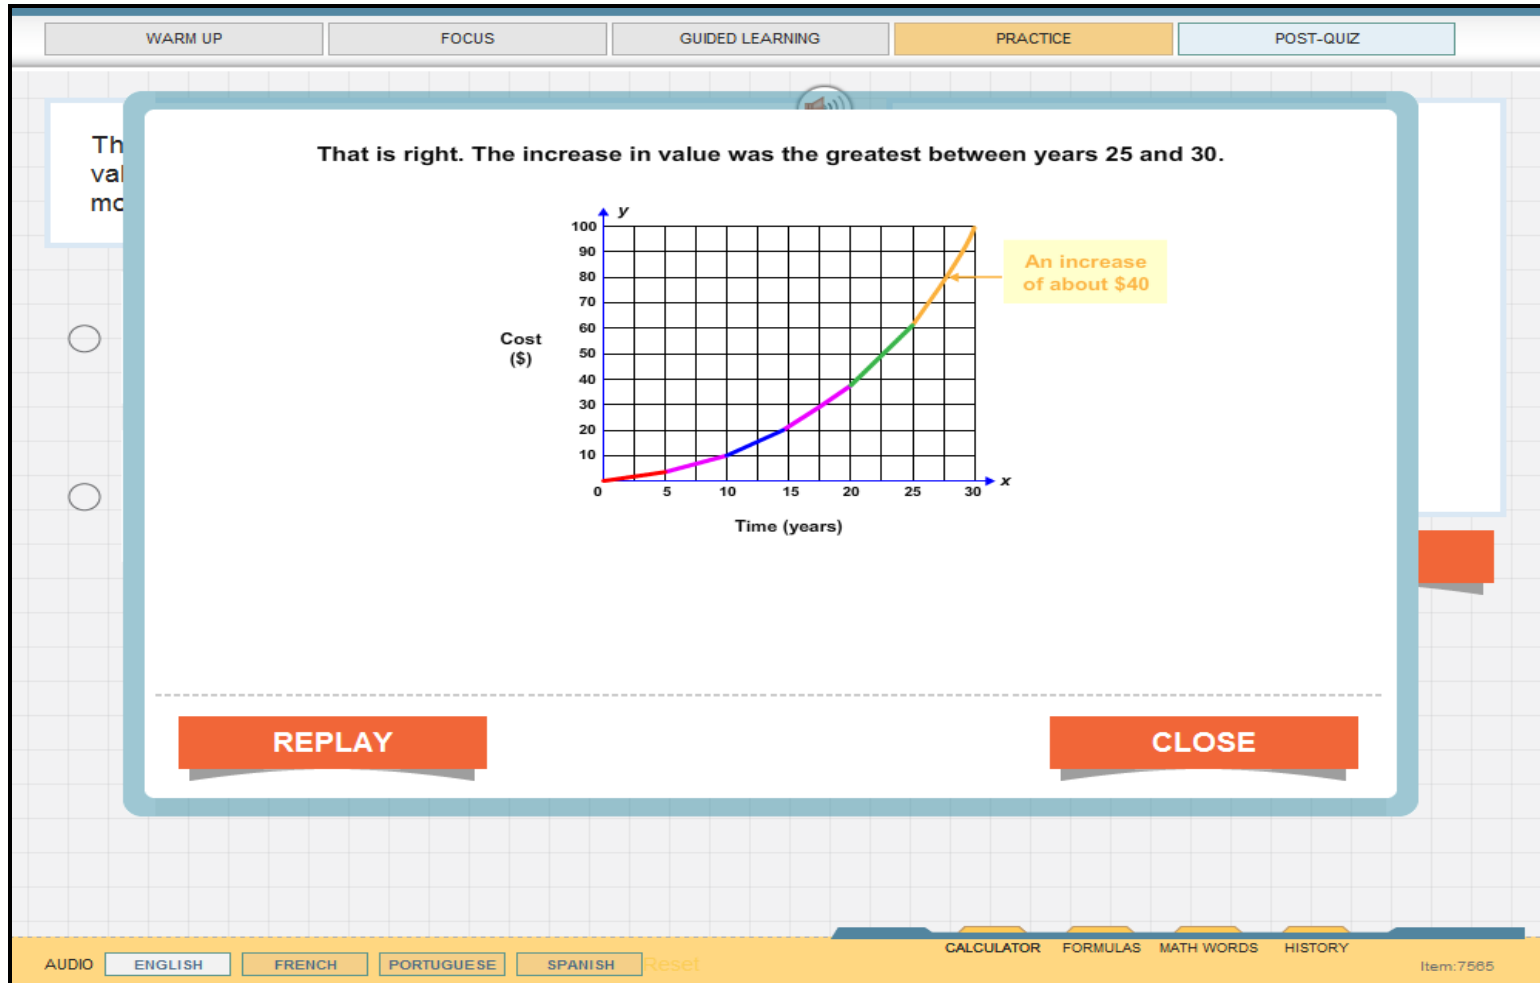 WARM UP
FOCUS
GUIDED LEARNING
PRACTICE
POST-QUIZ
Th
val
mo
That is right. The increase in value was the greatest between years 25 and 30.
y
100
90
80
70
60
50
40
30
20
10
An increase
of about $40
Cost
($)
0 5 10 15 20 25 30 x
Time (years)
REPLAY
CLOSE
CALCULATOR
FORMULAS
MATH WORDS
HISTORY
AUDIO
ENGLISH
FRENCH
PORTUGUESE
SPANISH
Reset
Item:7565